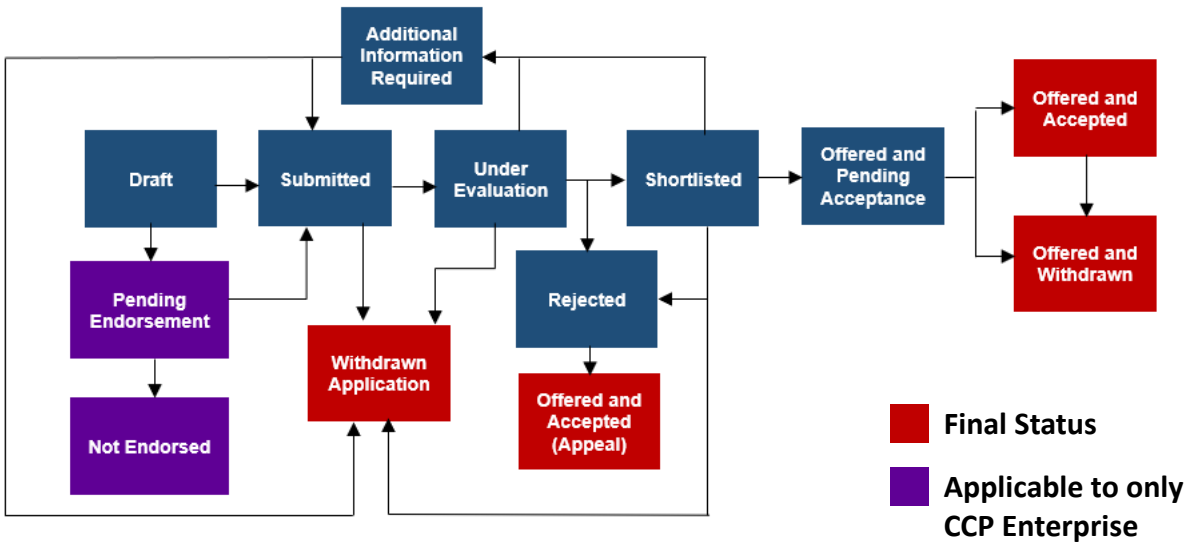 Additional
Information
Required
Offered and
Accepted
Draft
Submitted
Under
Evaluation
Shortlisted
Offered and
Pending
Acceptance
Offered and
Withdrawn
Pending
Endorsement
Rejected
Withdrawn
Application
Offered and
Accepted
(Appeal)
Not Endorsed
Final Status
Applicable to only
CCP Enterprise